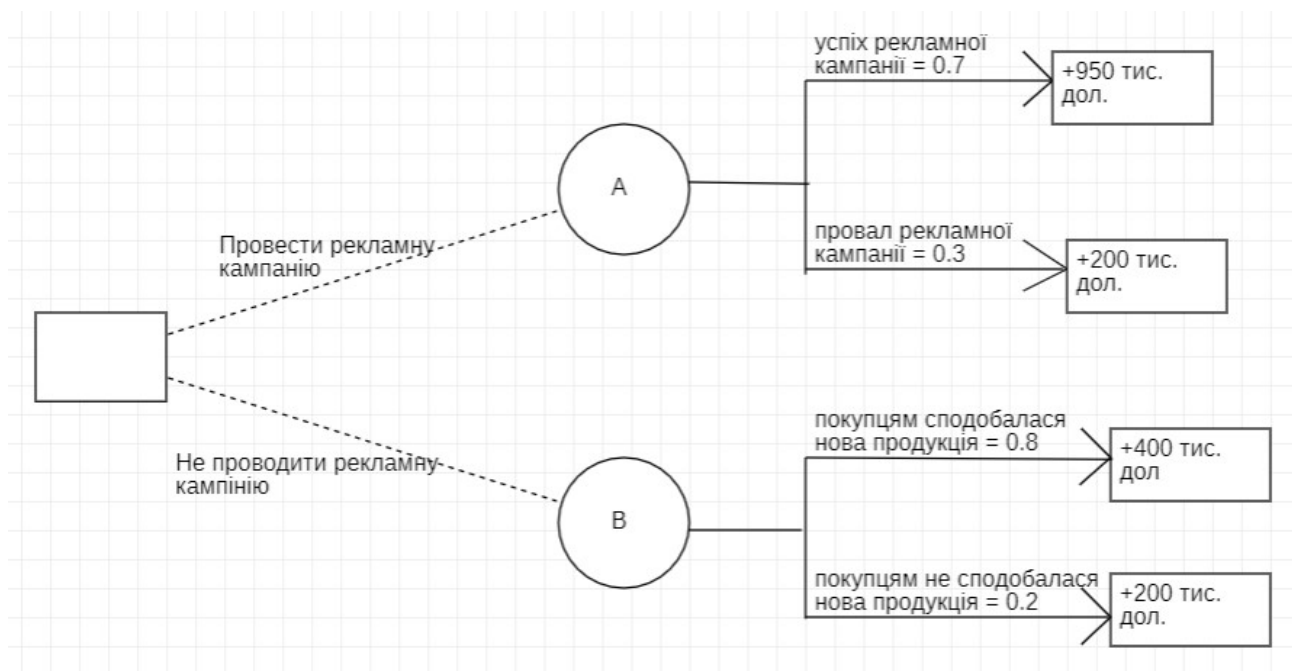 успіх рекламної
кампанії = 0.7
+950 тис.
дол.
A
провал рекламної
кампанії = 0.3
+200 тис.
дол.
Провести рекламну
кампанію
Не проводити рекламну
кампінію
покупцям сподобалася
нова продукція = 0.8
+400 тис.
дол
B
покупцям не сподобалася
нова продукція = 0.2
+200 тис.
дол.